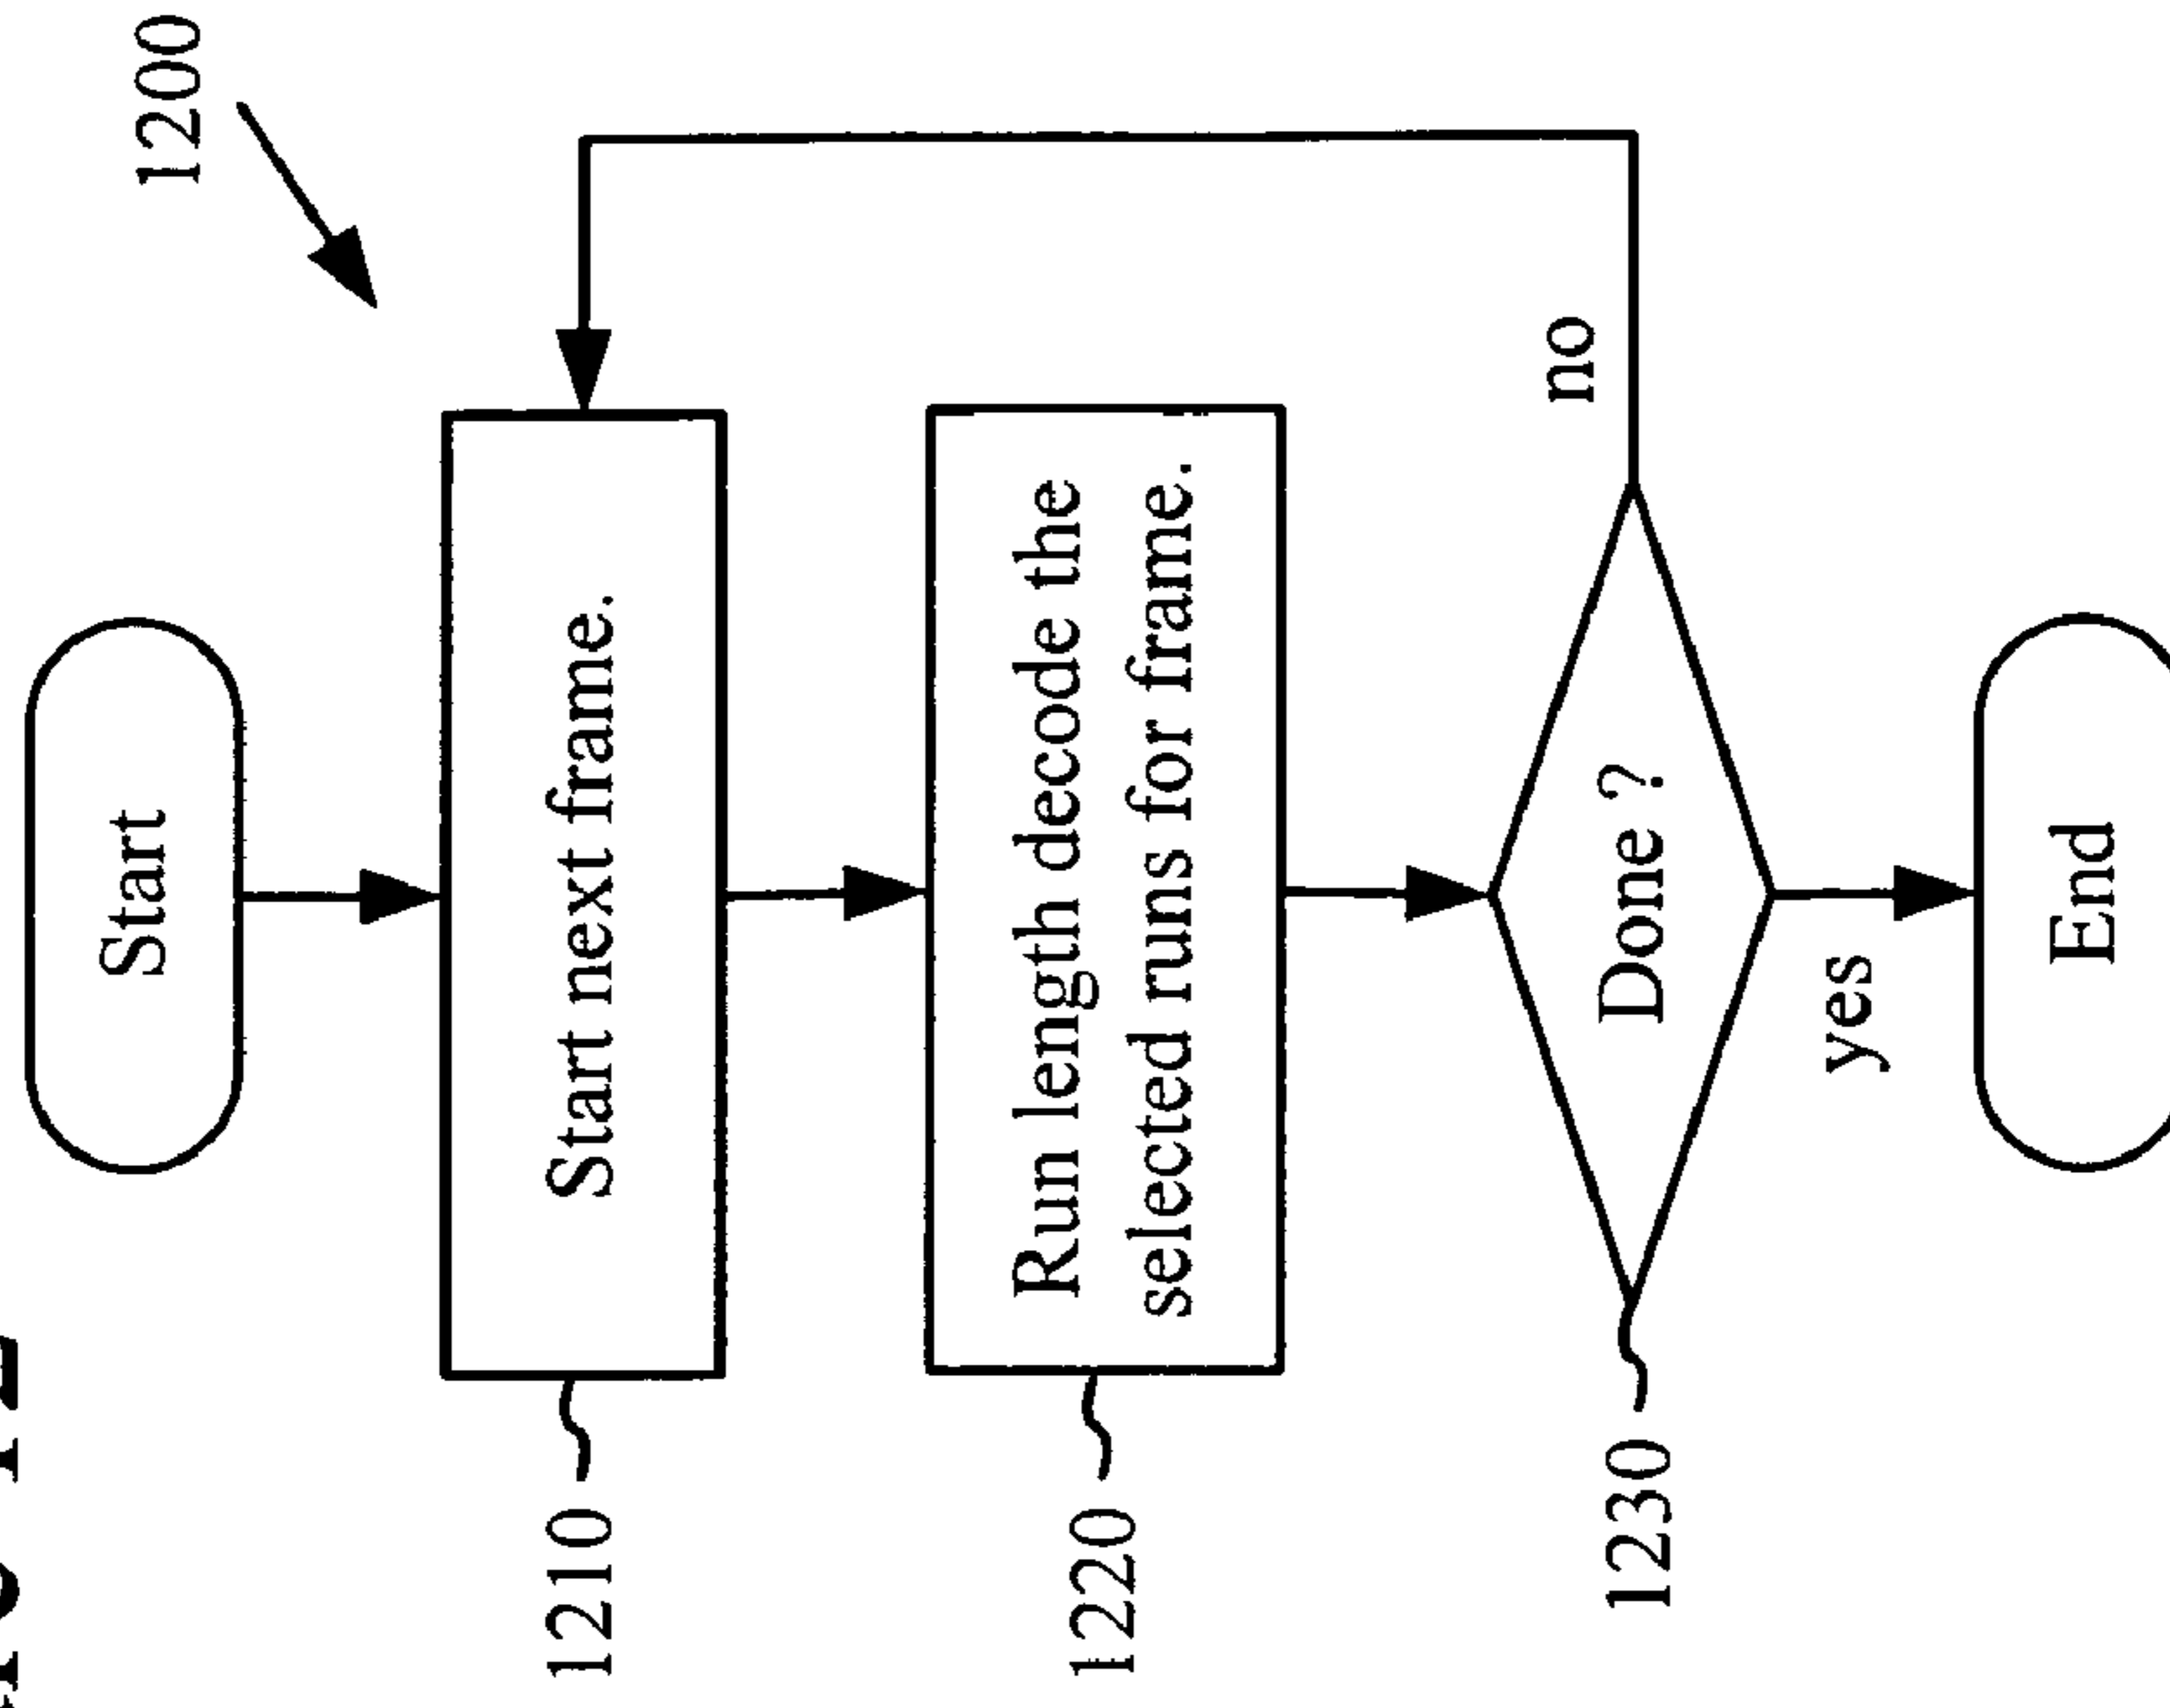 1200
Start
Start next frame.
1210
Run length decode the
selected runs for frame.
1220
Done ?
1230
no
yes
End